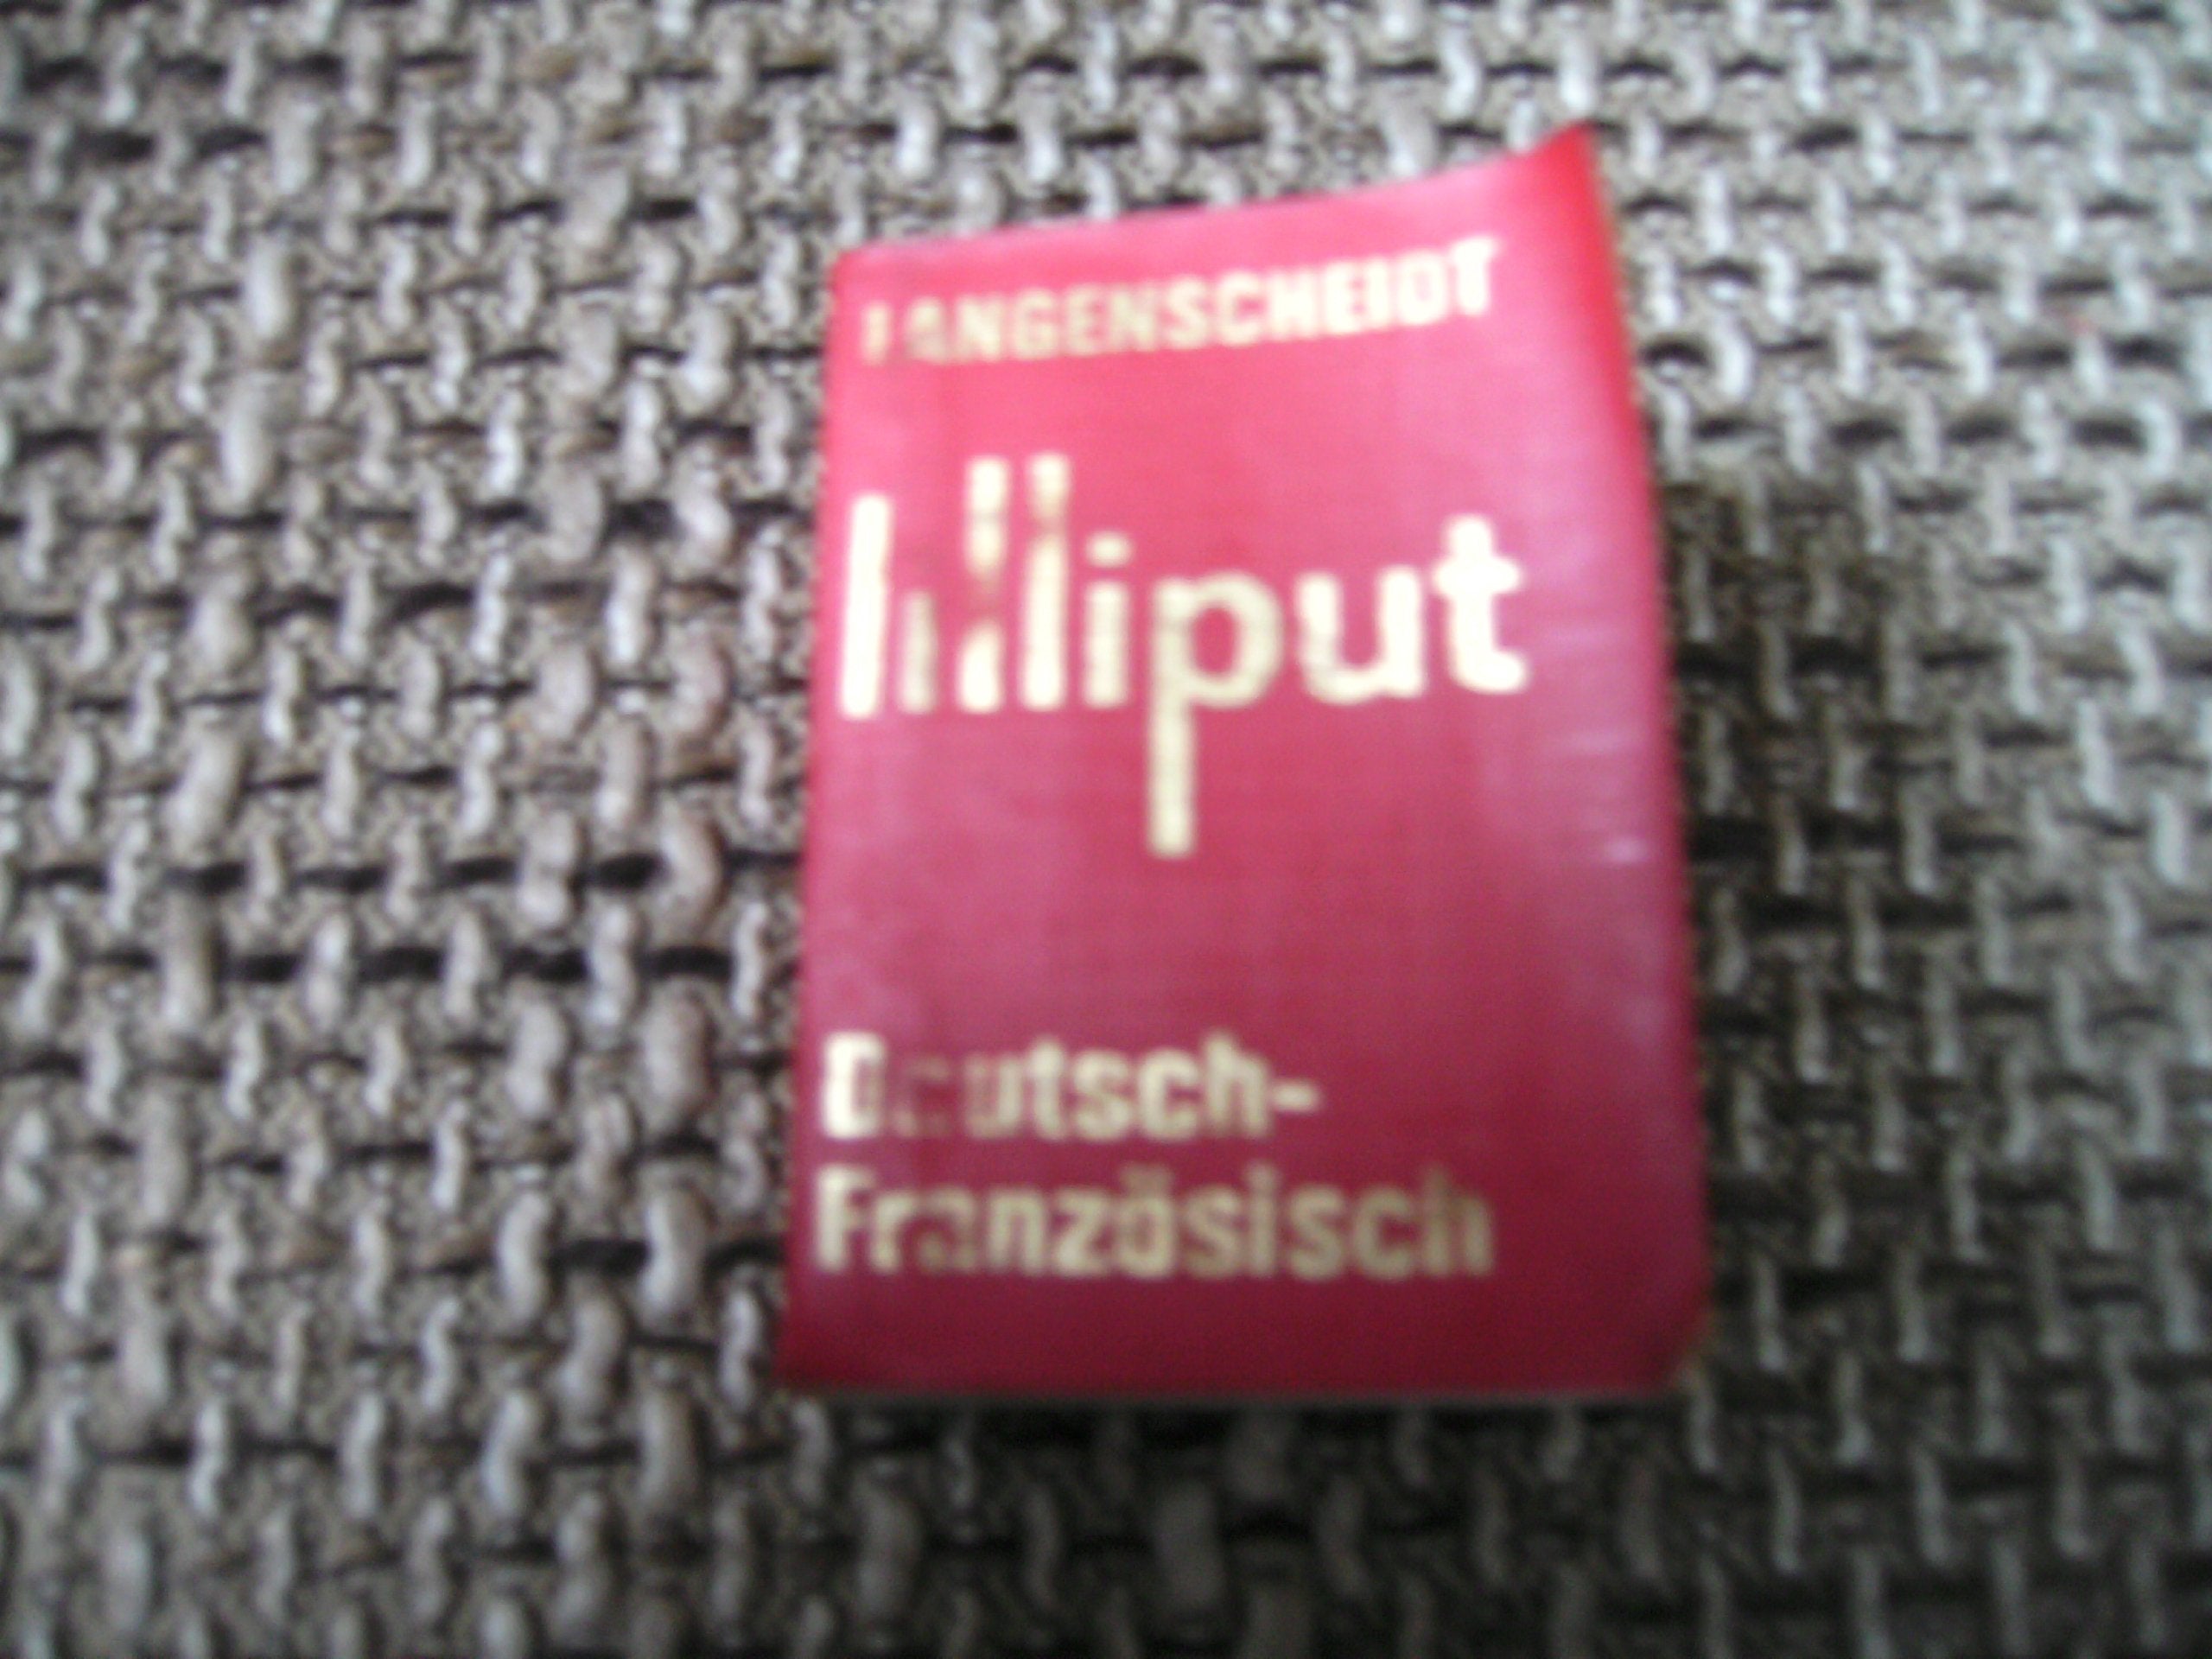 LANGENSCHEIDT
lilliput
Deutsch-
Französisch